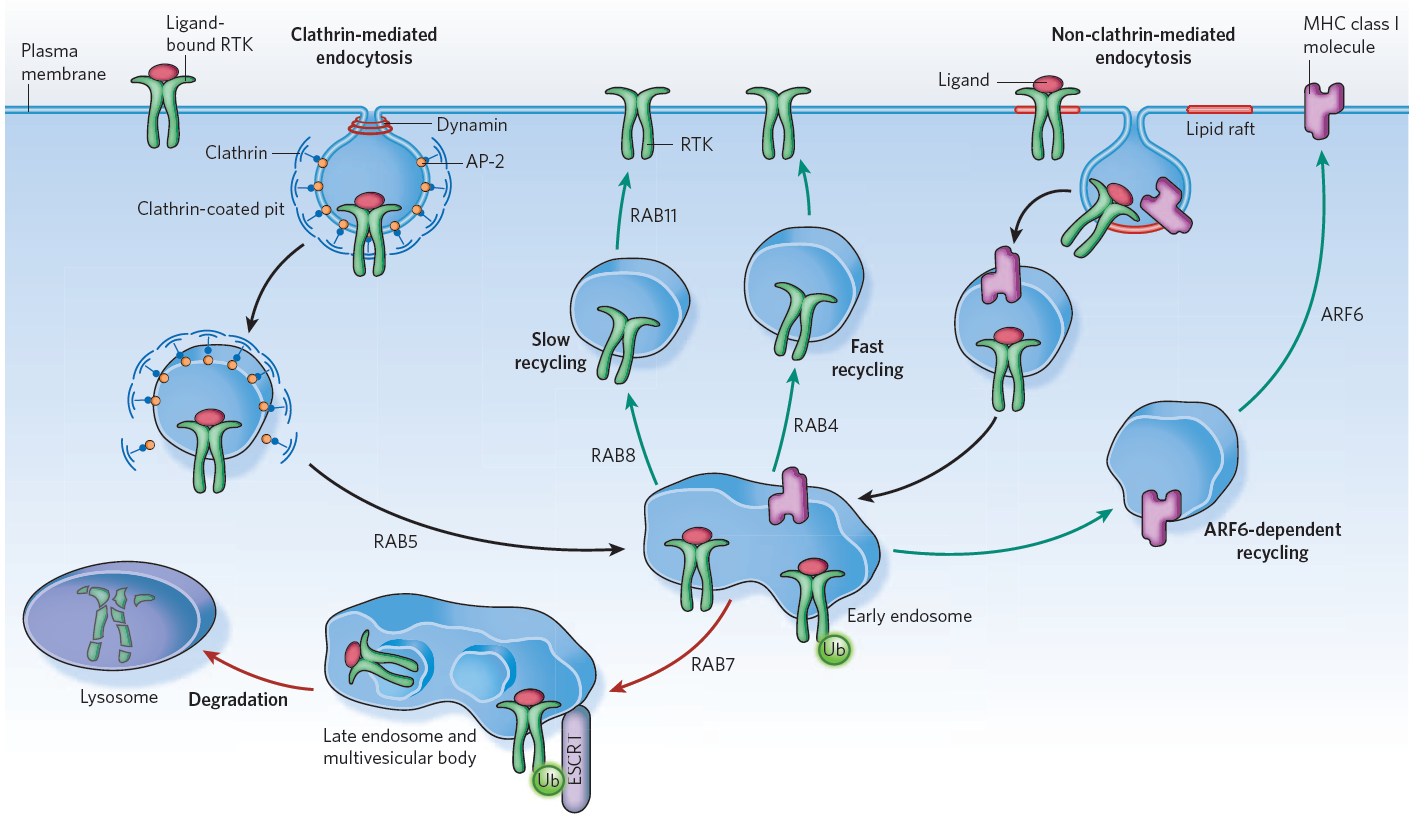 Plasma
membrane
Ligand-
bound RTK
Clathrin-mediated
endocytosis
Non-clathrin-mediated
endocytosis
MHC class I
molecule
Ligand
Dynamin
Clathrin
AP-2
RTK
Lipid raft
Clathrin-coated pit
RAB11
ARF6
Slow
recycling
Fast
recycling
RAB8
RAB4
RAB5
ARF6-dependent
recycling
Early endosome
Ub
RAB7
Lysosome
Degradation
Late endosome and
multivesicular body
Ub
ESCRT